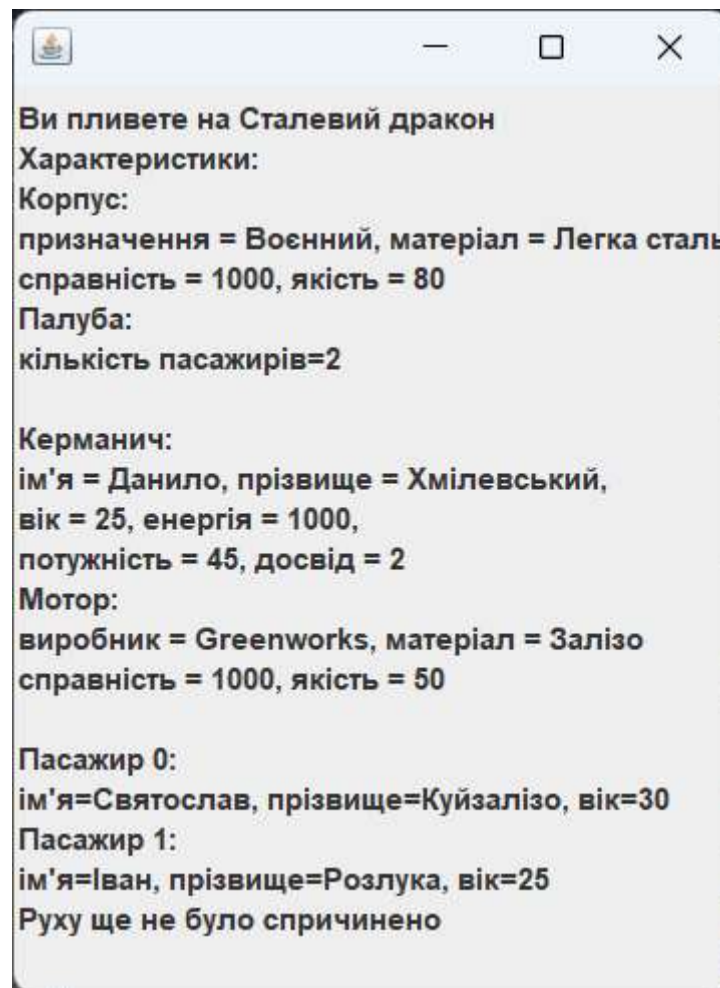 Ви пливете на Сталевий дракон
Характеристики:
Корпус:
призначення = Воєнний, матеріал = Легка сталь
справність = 1000, якість = 80
Палуба:
кількість пасажирів=2
Керманич:
ім'я = Данило, прізвище = Хмілевський,
вік = 25, енергія = 1000,
потужність = 45, досвід = 2
Мотор:
виробник = Greenworks, матеріал = Залізо
справність = 1000, якість = 50
Пасажир 0:
ім'я=Святослав, прізвище=Куйзалізо, вік=30
Пасажир 1:
ім'я=Іван, прізвище=Розлука, вік=25
Руху ще не було спричинено